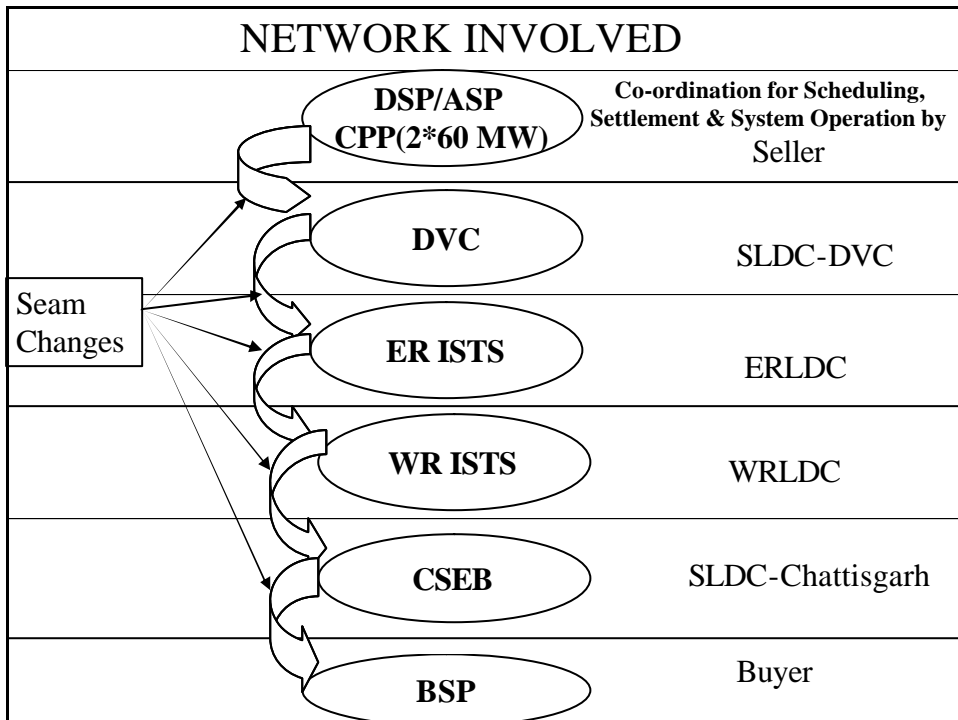 NETWORK INVOLVED
DSP/ASP
CPP(2*60 MW)
Co-ordination for Scheduling,
Settlement & System Operation by
Seller
DVC
SLDC-DVC
Seam
Changes
ER ISTS
ERLDC
WR ISTS
WRLDC
CSEB
SLDC-Chattisgarh
BSP
Buyer